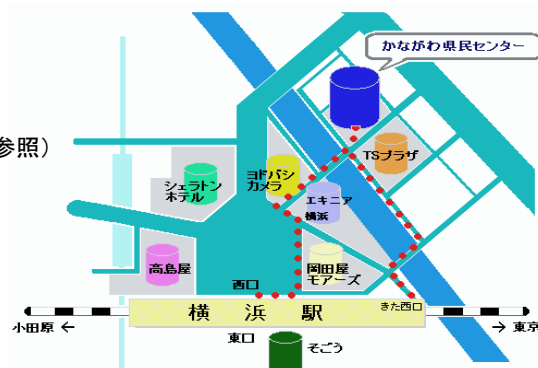 かながわ県民センター
参照）
TSプラザ
ヨドバシ
カメラ
シェラトン
ホテル
エキニア
横浜
高島屋
岡田屋
モアーズ
西口
きた西口
横浜駅
小田原 ←
→ 東京
東口
そごう